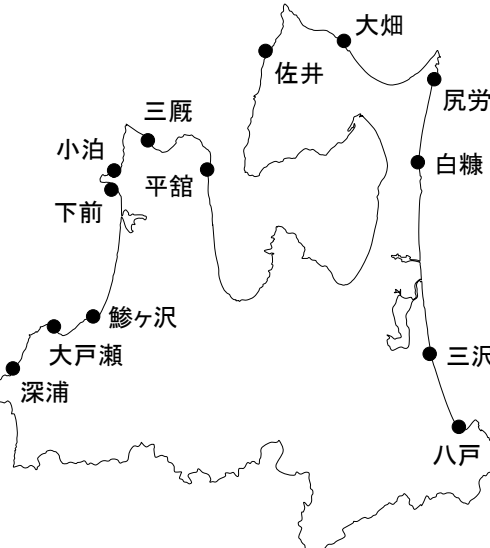 大畑
佐井
尻労
三厩
小泊
平舘
白糠
下前
鰺ヶ沢
大戸瀬
三沢
深浦
八戸